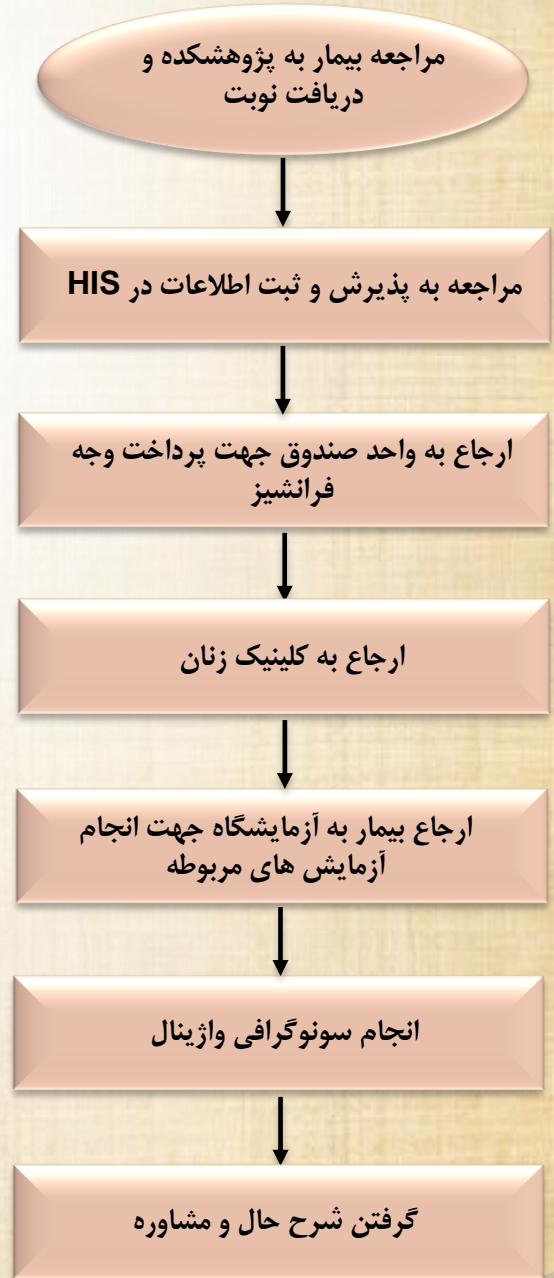 مراجعه بیمار به پژوهشکده و
دریافت نوبت
مراجعه به پذیرش و ثبت اطلاعات در HIS
ارجاع به واحد صندوق جهت پرداخت وجه
فرانشیز
ارجاع به کلینیک زنان
ارجاع بیمار به آزمایشگاه جهت انجام
آزمایش های مربوطه
انجام سونوگرافی واژینال
گرفتن شرح حال و مشاوره